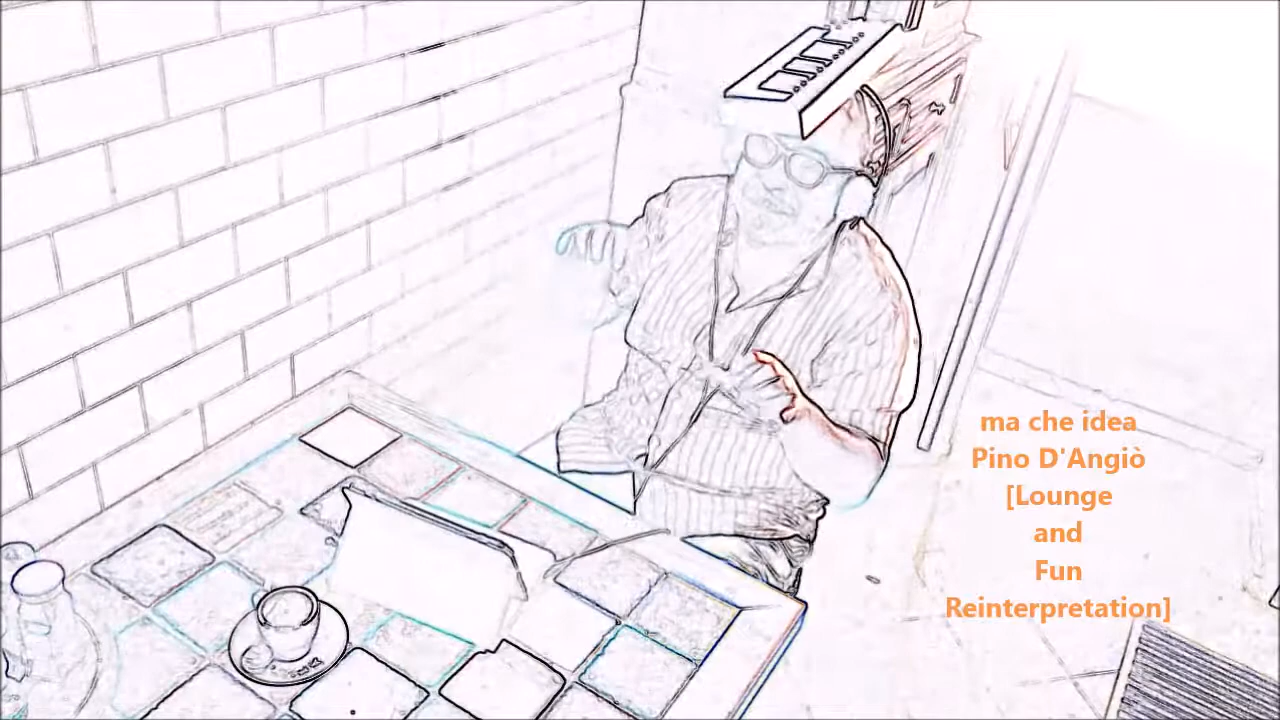 ma che idea
Pino D'Angiò
[Lounge
and
Fun
Reinterpretation]